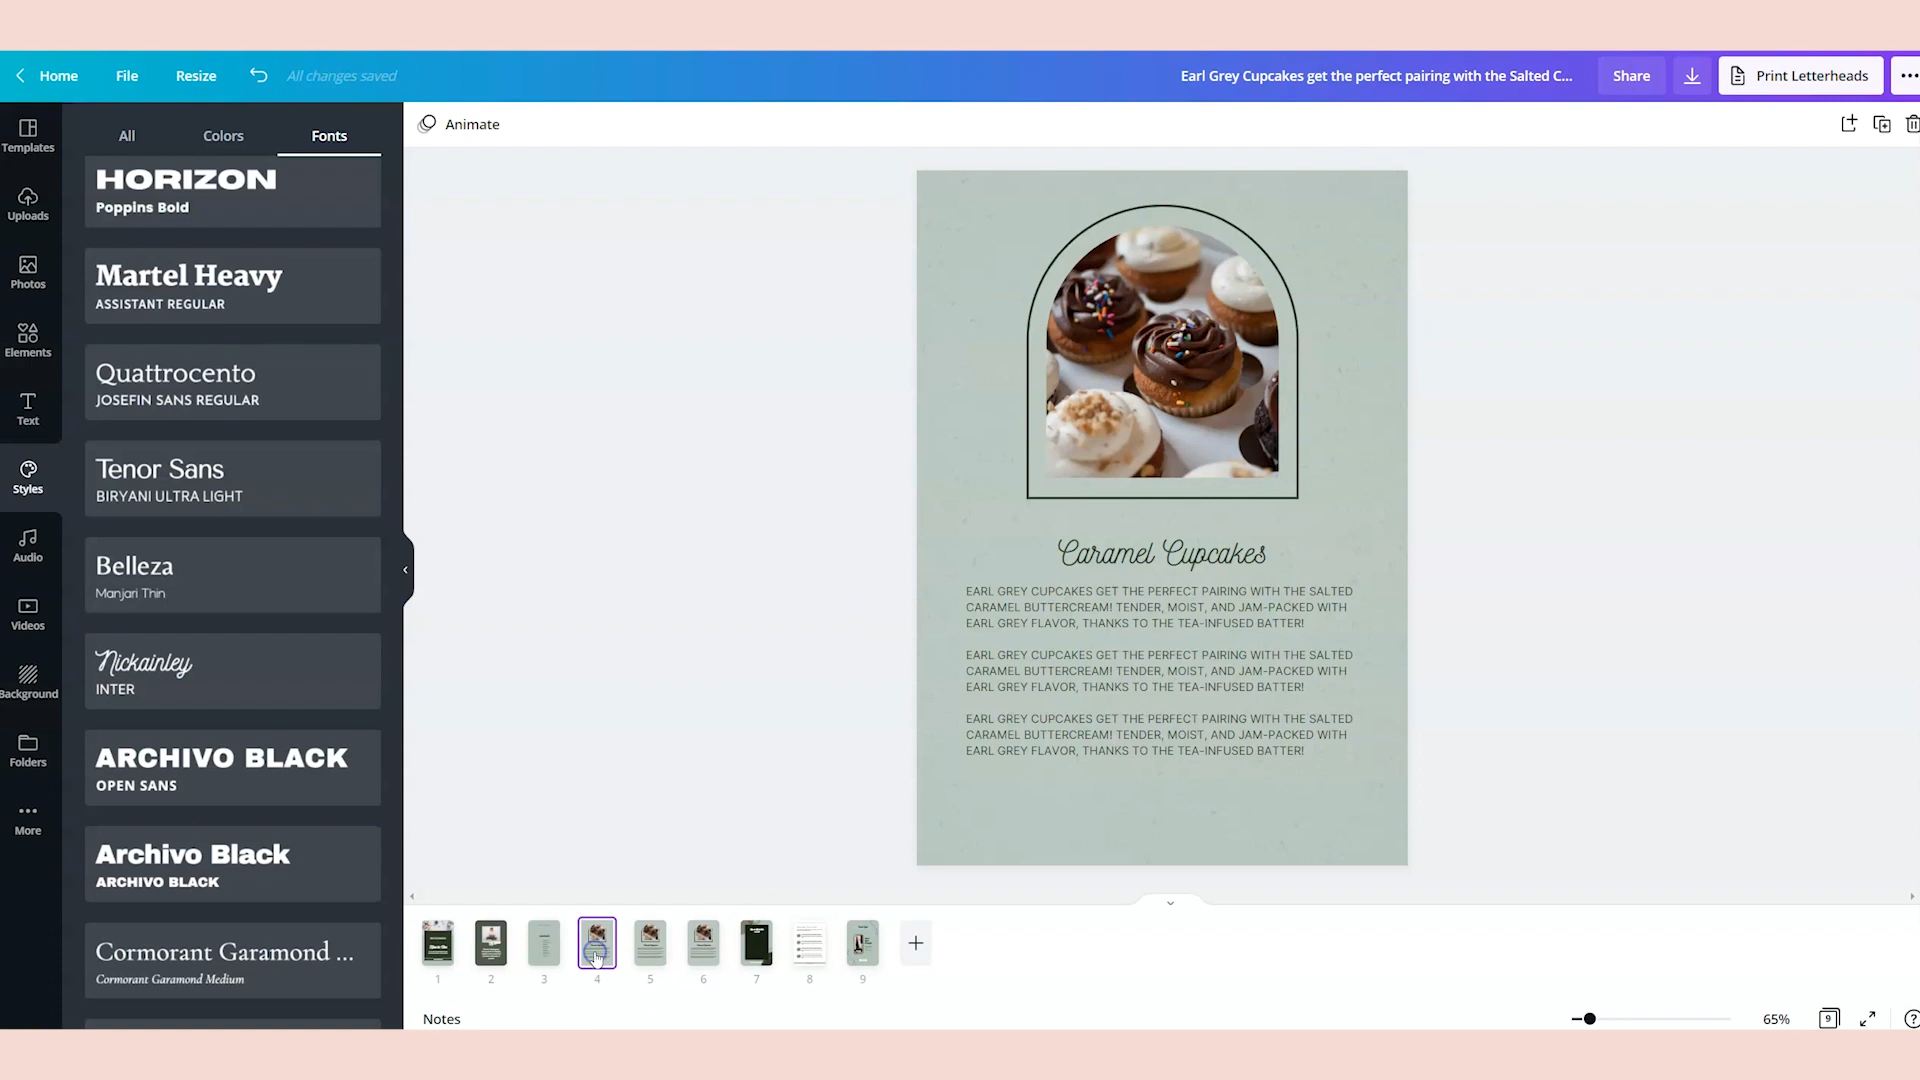 Home
File
Resize
All changes saved
Earl Grey Cupcakes get the perfect pairing with the Salted C...
Share
Print Letterheads
Animate
Templates
Uploads
Photos
Elements
Text
Styles
Audio
Videos
Background
Folders
More
All
Colors
Fonts
HORIZON
Poppins Bold
Martel Heavy
ASSISTANT REGULAR
Quattrocento
JOSEFIN SANS REGULAR
Tenor Sans
BIRYANI ULTRA LIGHT
Belleza
Manjari Thin
Nickainley
INTER
ARCHIVO BLACK
OPEN SANS
Archivo Black
ARCHIVO BLACK
Cormorant Garamond ...
Cormorant Garamond Medium
Caramel Cupcakes
EARL GREY CUPCAKES GET THE PERFECT PAIRING WITH THE SALTED
CARAMEL BUTTERCREAM! TENDER, MOIST, AND JAM-PACKED WITH
EARL GREY FLAVOR, THANKS TO THE TEA-INFUSED BATTER!
EARL GREY CUPCAKES GET THE PERFECT PAIRING WITH THE SALTED
CARAMEL BUTTERCREAM! TENDER, MOIST, AND JAM-PACKED WITH
EARL GREY FLAVOR, THANKS TO THE TEA-INFUSED BATTER!
EARL GREY CUPCAKES GET THE PERFECT PAIRING WITH THE SALTED
CARAMEL BUTTERCREAM! TENDER, MOIST, AND JAM-PACKED WITH
EARL GREY FLAVOR, THANKS TO THE TEA-INFUSED BATTER!
1 2 3 4 5 6 7 8 9
Notes
65%
9